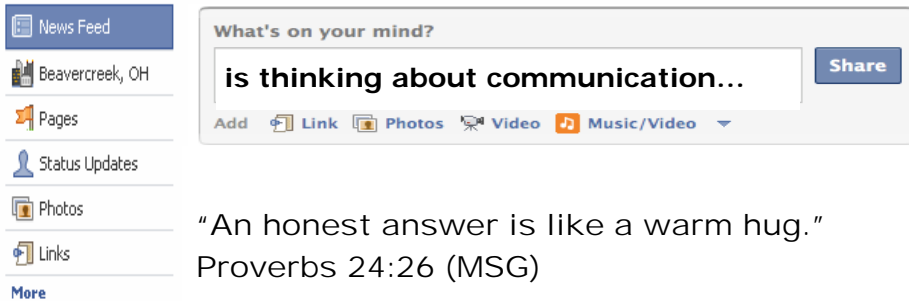 News Feed
Beavercreek, OH
Pages
Status Updates
Photos
Links
More
What's on your mind?
is thinking about communication...
Share
Add Link Photos Video Music/Video
"An honest answer is like a warm hug."
Proverbs 24:26 (MSG)